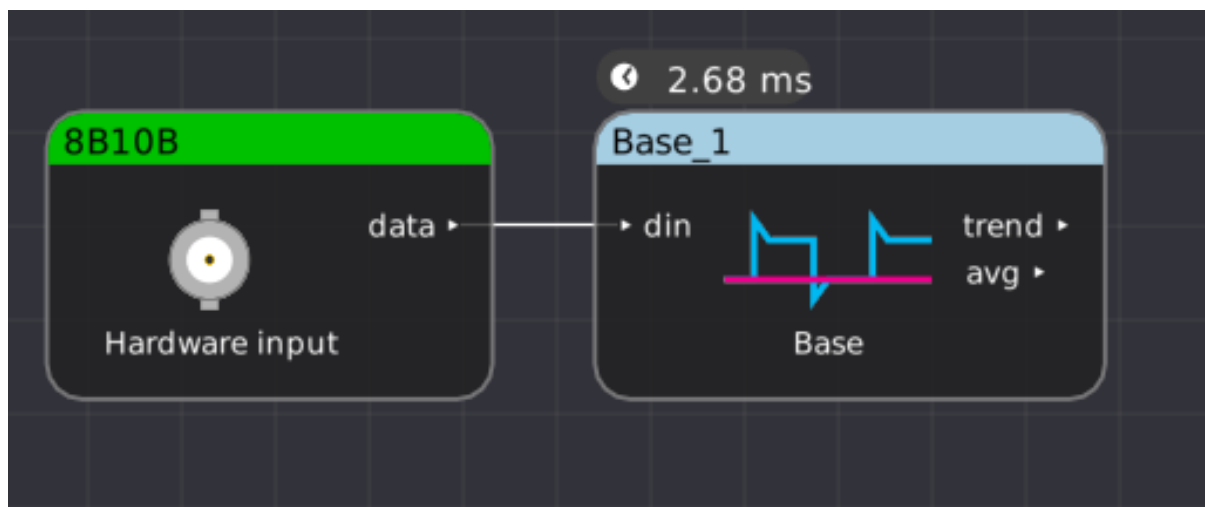 2.68 ms
8B10B
Base_1
data
din
trend
avg
Hardware input
Base